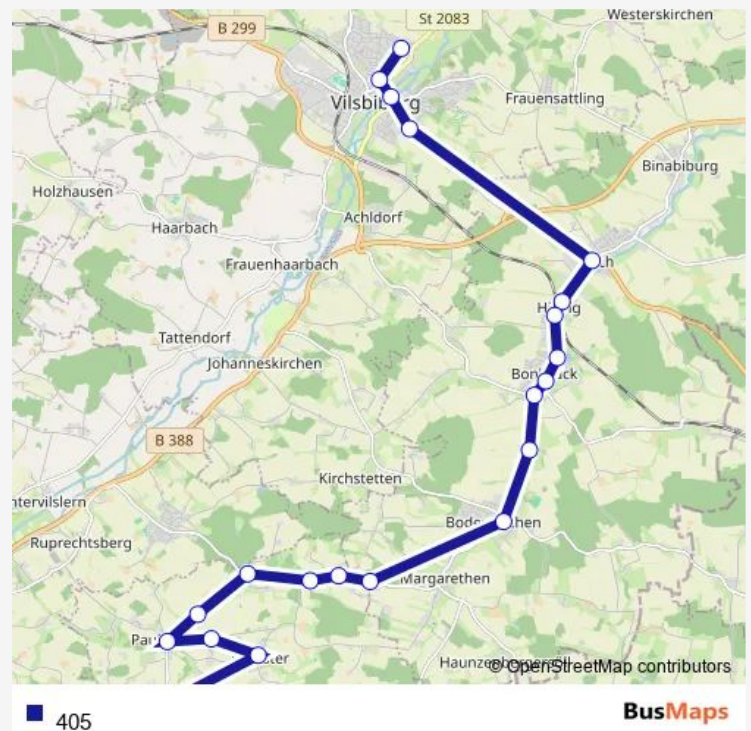 Westerskirchen
St 2083
B 299
Vilsbiburg
Frauensattling
Binabiburg
Holzhausen
Haarbach
Achldorf
Frauenhaarbach
Tattendorf
Johanneskirchen
B 388
Kirchstetten
Ruprechtsberg
Margarethen
© OpenStreetMap contributors
405
BusMaps